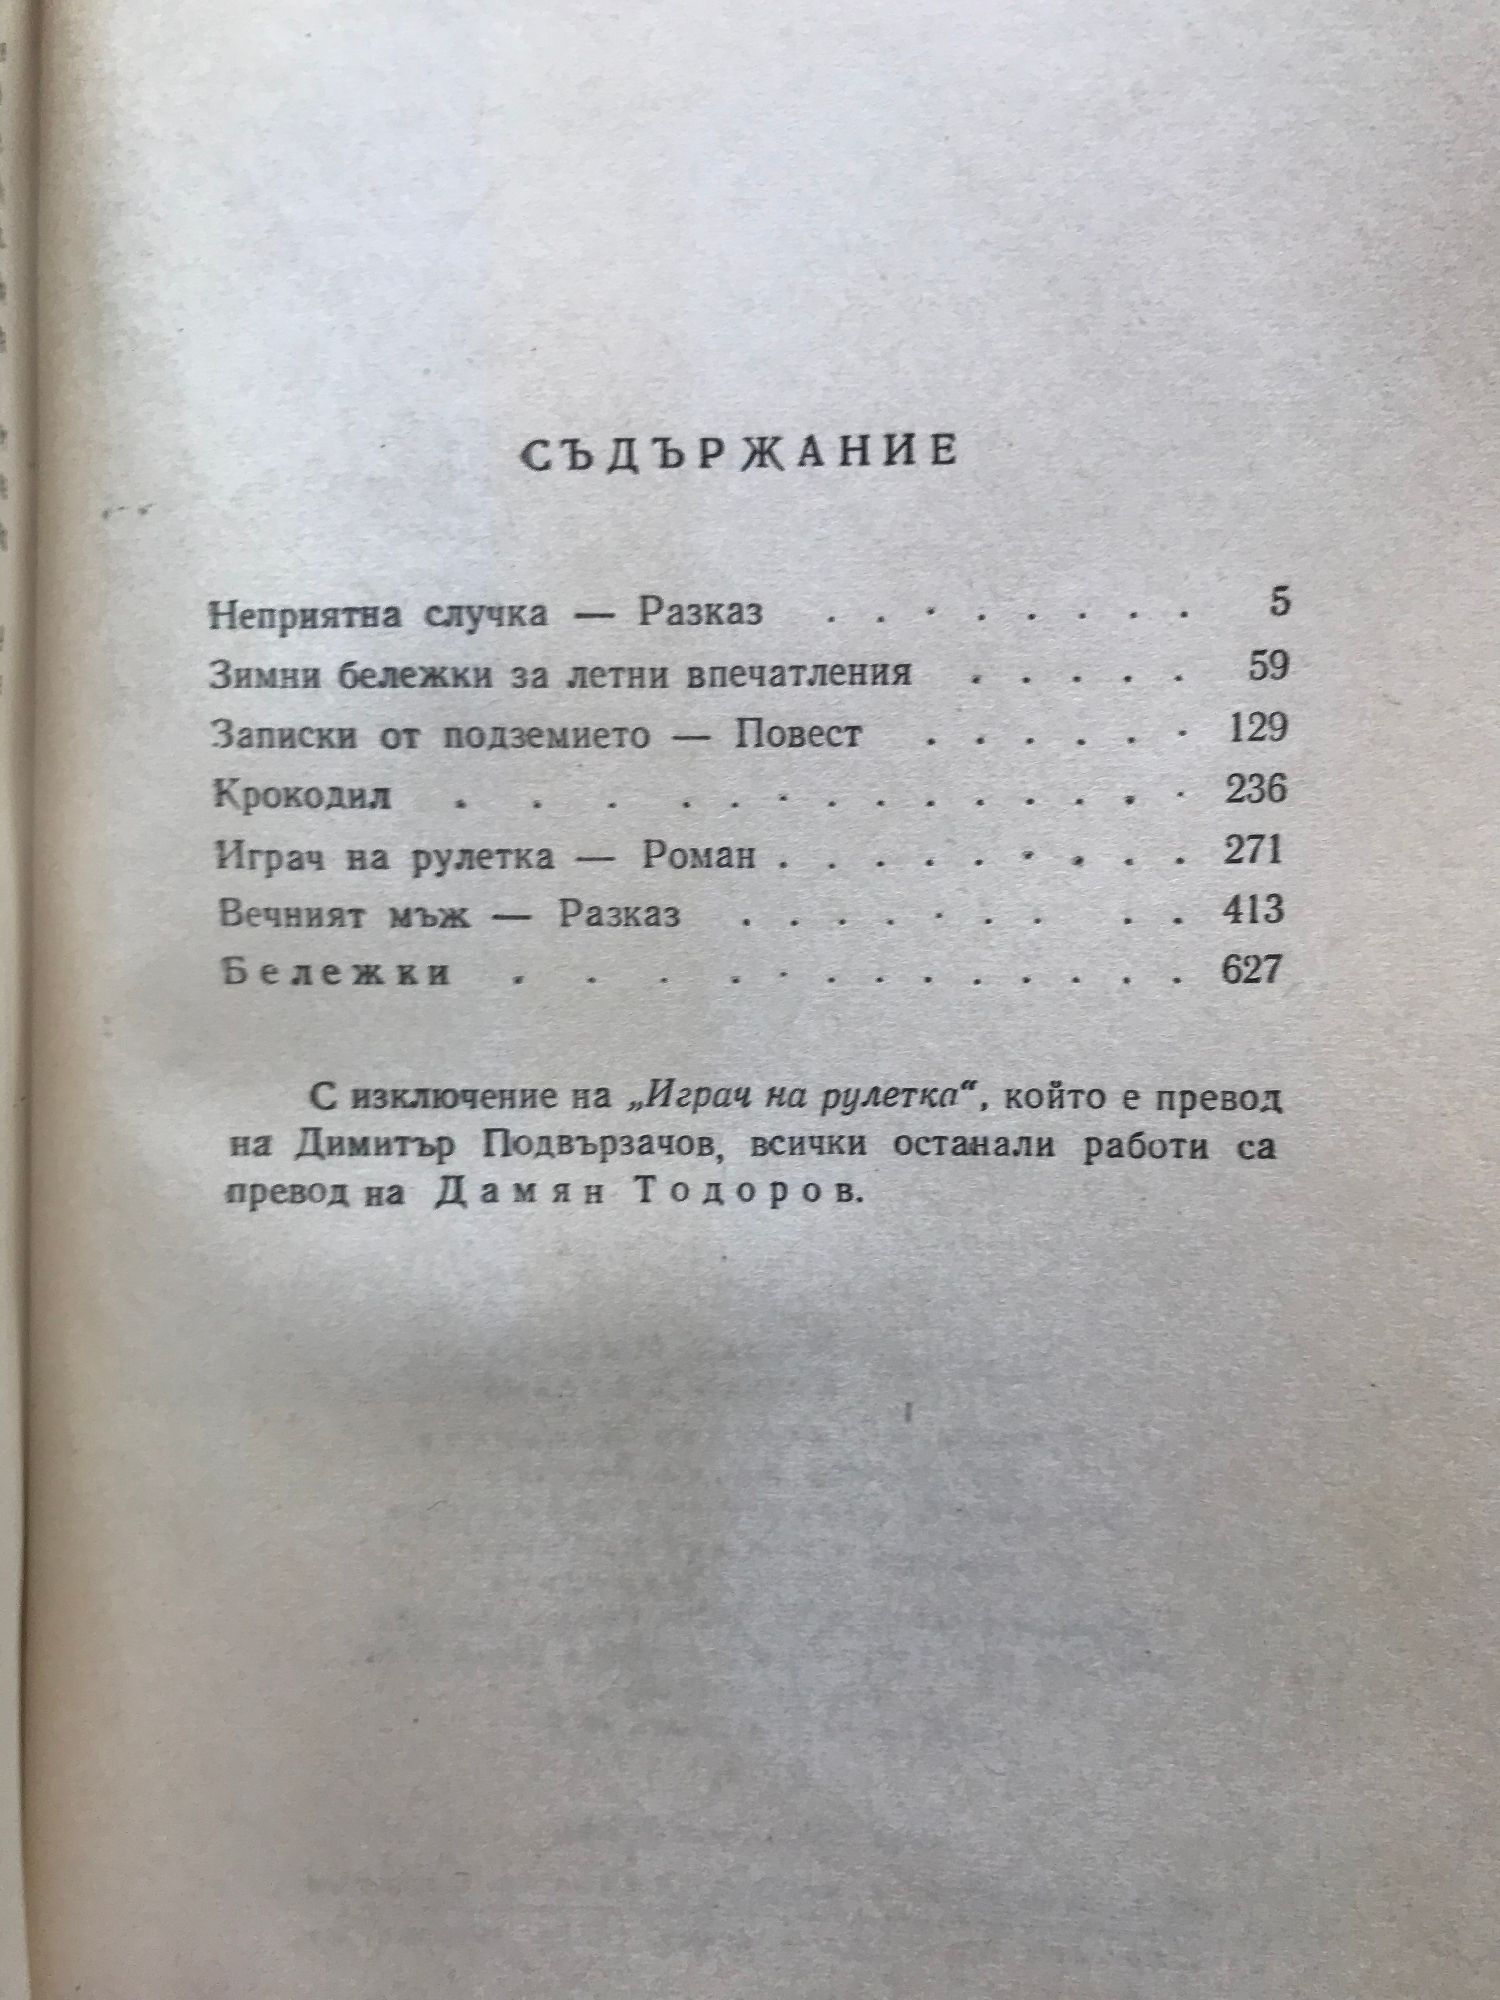 СЪДЪРЖАНИЕ
Неприятна случка — Разказ . . . . . . . . 5
Зимни бележки за летни впечатления . . . . . 59
Записки от подземието — Повест . . . . . . 129
Крокодил . . . . . . . . . . . . . 236
Играч на рулетка — Роман . . . . . . . . . 271
Вечният мъж — Разказ . . . . . . . . . 413
Бележки . . . . . . . . . . . . 627
С изключение на „Играч на рулетка“, който е превод
на Димитър Подвързачов, всички останали работи са
превод на Дамян Тодоров.